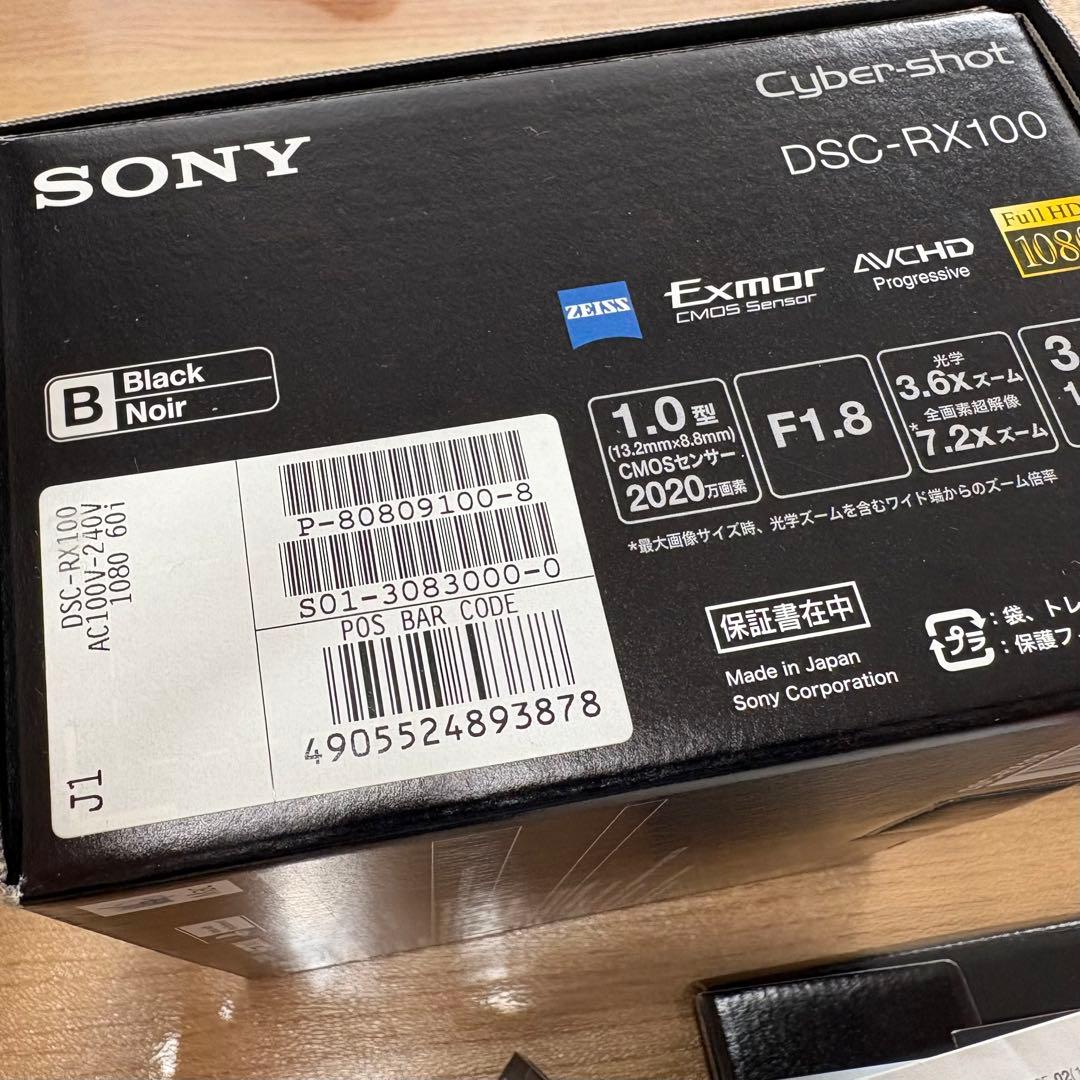 Cyber-shot
SONY
DSC-RX100
Full HD
1080
AVCHD
Progressive
Exmor
CMOS Sensor
ZEISS
B
Black
Noir
1.0型
(13.2mm×8.8mm)
CMOSセンサー
2020万画素
F1.8
光学
3.6xズーム
全画素超解像
*7.2xズーム
3.
1
*最大画像サイズ時、光学ズームを含むワイド端からのズーム倍率
DSC-RX100
AC100V-240V
1080 60i
J1
P-80809100-8
S01-3083000-0
POS BAR CODE
4905524893878
保証書在中
Made in Japan
Sony Corporation
プラ
:袋、トレ
:保護フ